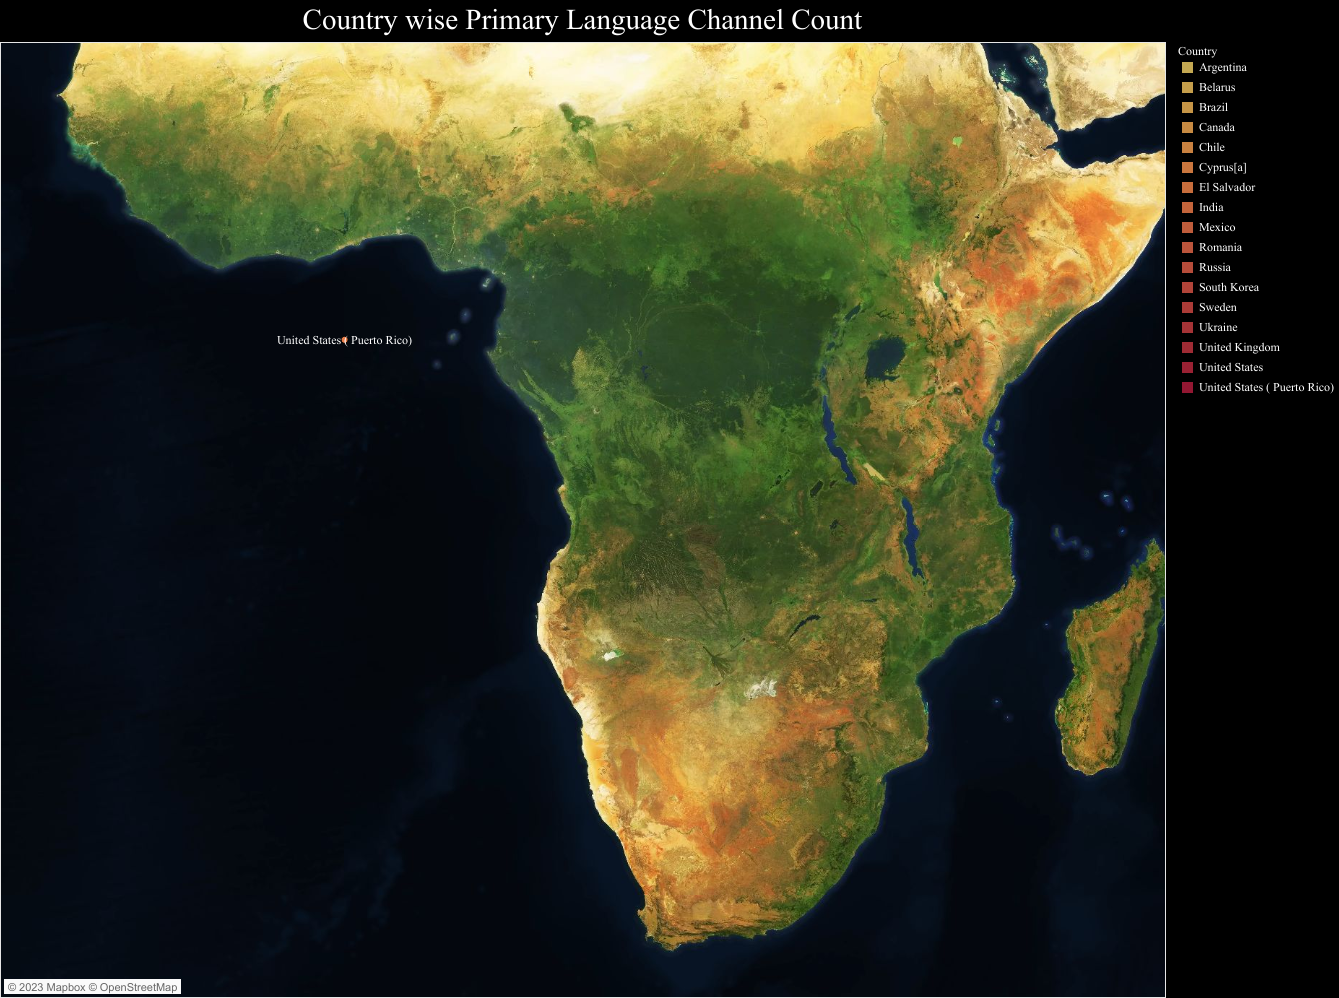 Country wise Primary Language Channel Count
Country
Argentina
Belarus
Brazil
Canada
Chile
Cyprus[a]
El Salvador
India
Mexico
Romania
Russia
South Korea
Sweden
Ukraine
United Kingdom
United States
United States ( Puerto Rico)
United States ( Puerto Rico)
© 2023 Mapbox © OpenStreetMap